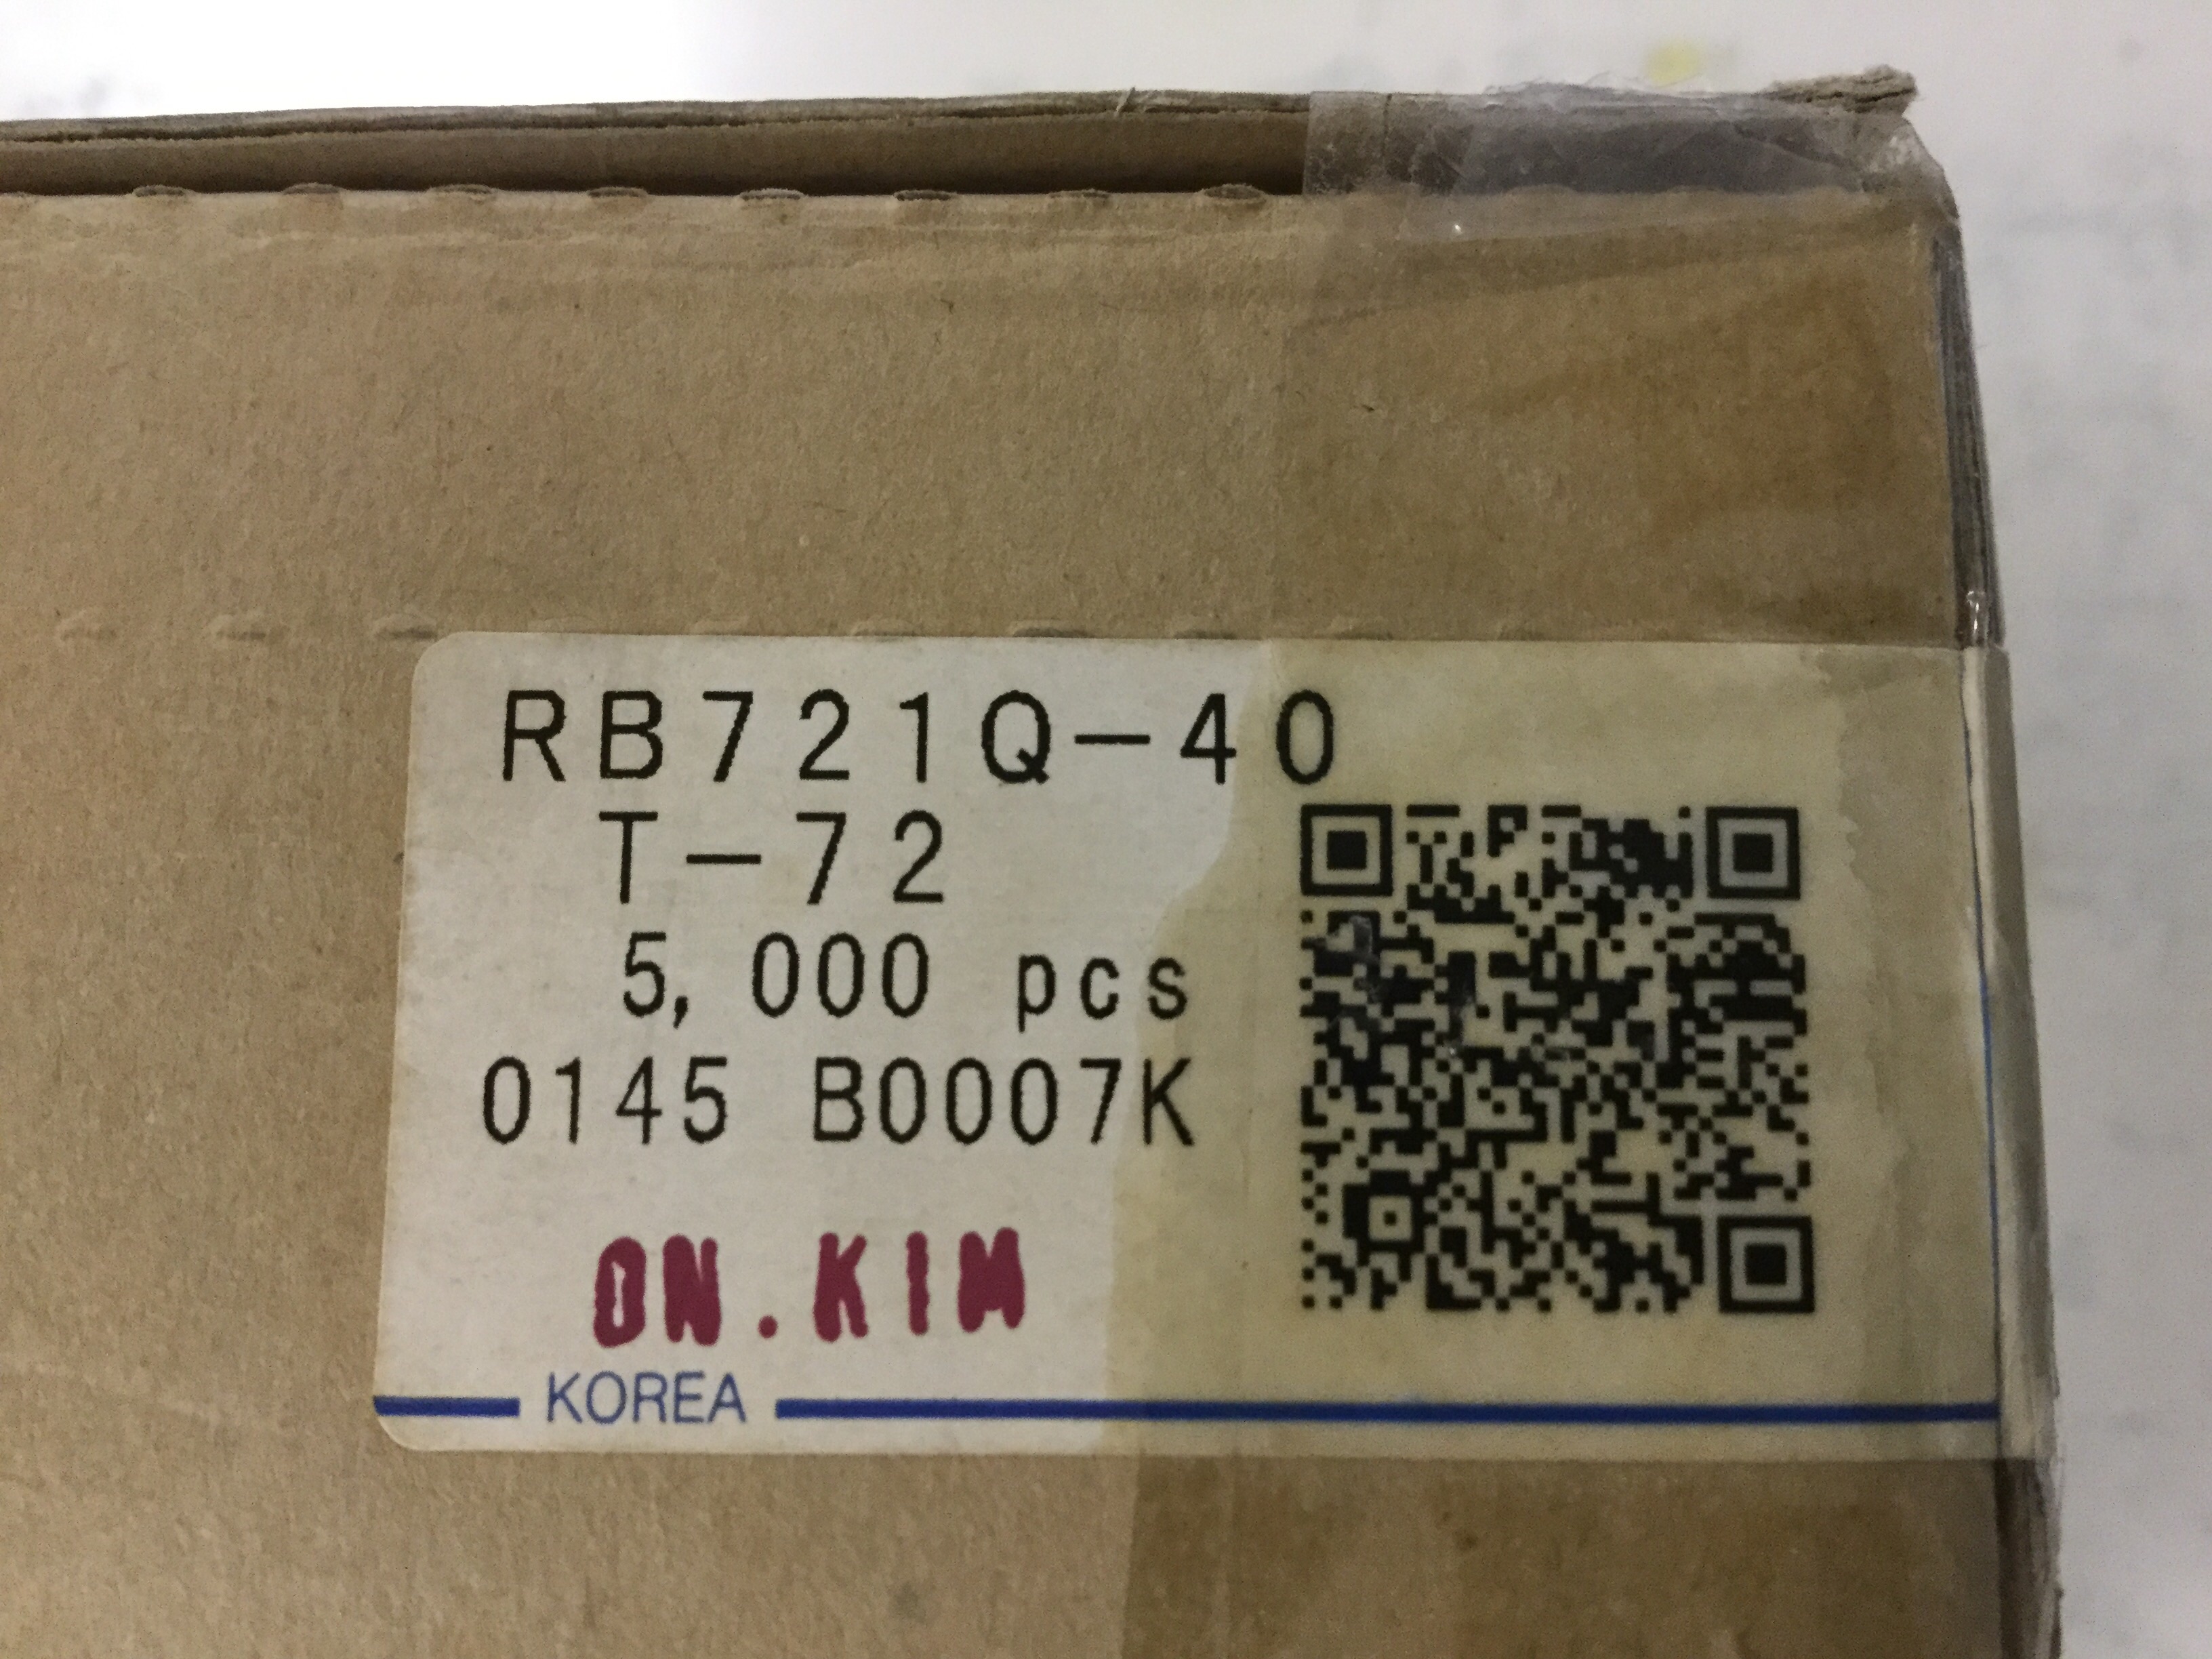 RB721Q-40
T-72
5,000 pcs
0145 B0007K
ON.KIM
KOREA